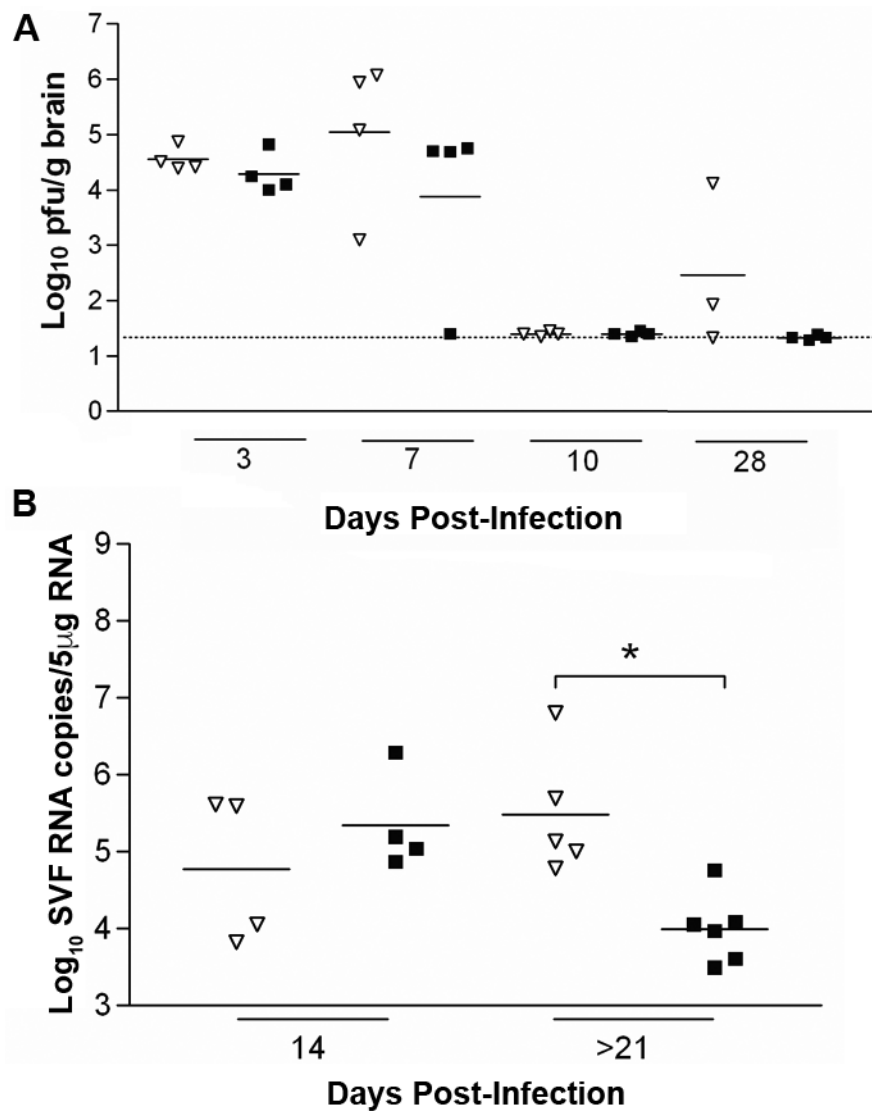 A
Log10 pfu/g brain
7
6
5
4
3
2
1
0
3 7 10 28
Days Post-Infection
B
Log10 SVF RNA copies/5µg RNA
9
8
7
6
5
4
3
*
14 >21
Days Post-Infection